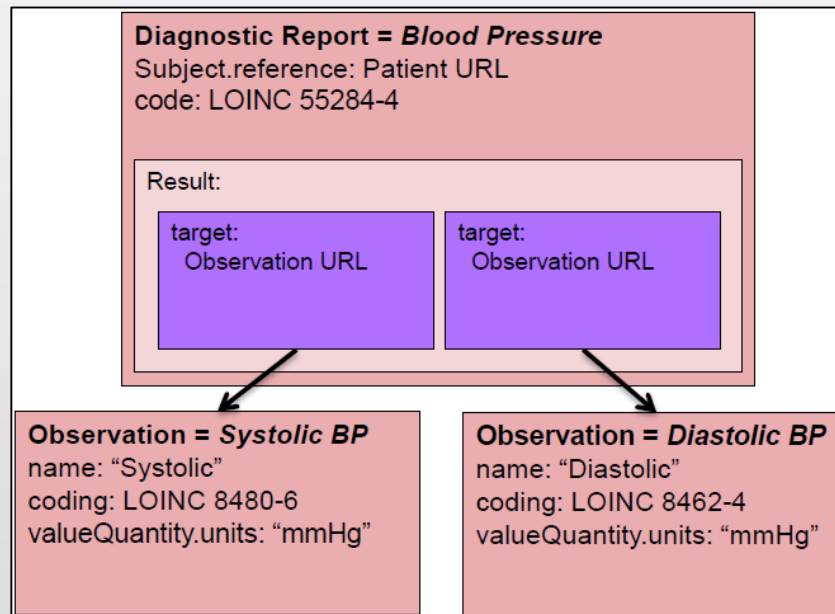 Diagnostic Report = Blood Pressure
Subject.reference: Patient URL
code: LOINC 55284-4
Result:
target:
Observation URL
target:
Observation URL
Observation = Systolic BP
name: “Systolic”
coding: LOINC 8480-6
valueQuantity.units: “mmHg”
Observation = Diastolic BP
name: “Diastolic”
coding: LOINC 8462-4
valueQuantity.units: “mmHg”